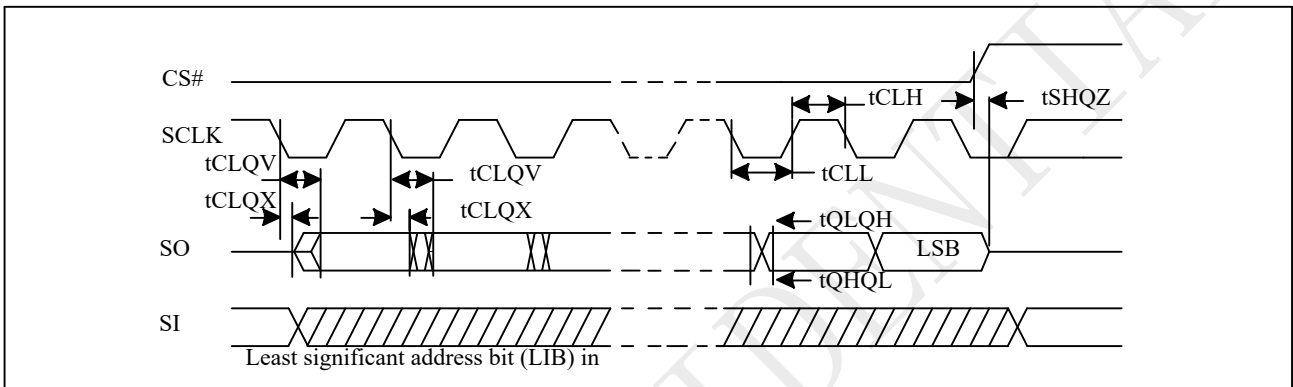 CS#
tCLH
tSHQZ
SCLK
tCLQV
tCLQV
tCLL
tCLQX
tCLQX
tQLQH
SO
LSB
tQHQL
SI
Least significant address bit (LIB) in
DENTIA